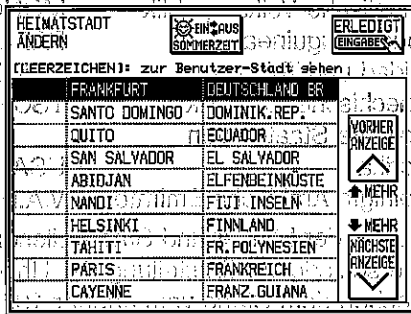 HEIMATSTADT
ÄNDERN
EIN AUS
SOMMERZEIT
ERLEDIGT
EINGABE
[LEERZEICHEN]: zur Benutzer-Stadt gehen
FRANKFURT DEUTSCHLAND BR
SANTO DOMINGO DOMINIK.REP.
QUITO ECUADOR
SAN SALVADOR EL SALVADOR
ABIDJAN ELFENBEINKÜSTE
NANDI FIJI INSELN
HELSINKI FINNLAND
TAHITI FR.POLYNESIEN
PARIS FRANKREICH
CAYENNE FRANZ.GUIANA
VORHER
ANZEIGE
MEHR
MEHR
NÄCHSTE
ANZEIGE